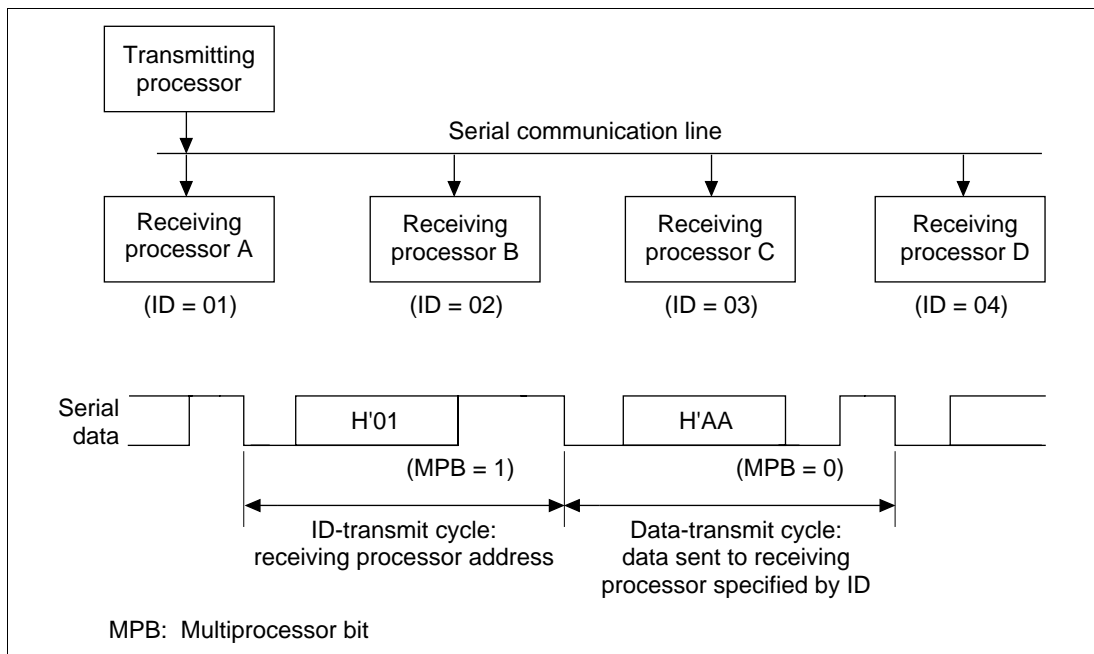 Transmitting
processor
Serial communication line
Receiving
processor A
Receiving
processor B
Receiving
processor C
Receiving
processor D
(ID = 01)
(ID = 02)
(ID = 03)
(ID = 04)
Serial
data
H'01
H'AA
(MPB = 1)
(MPB = 0)
ID-transmit cycle:
receiving processor address
Data-transmit cycle:
data sent to receiving
processor specified by ID
MPB: Multiprocessor bit